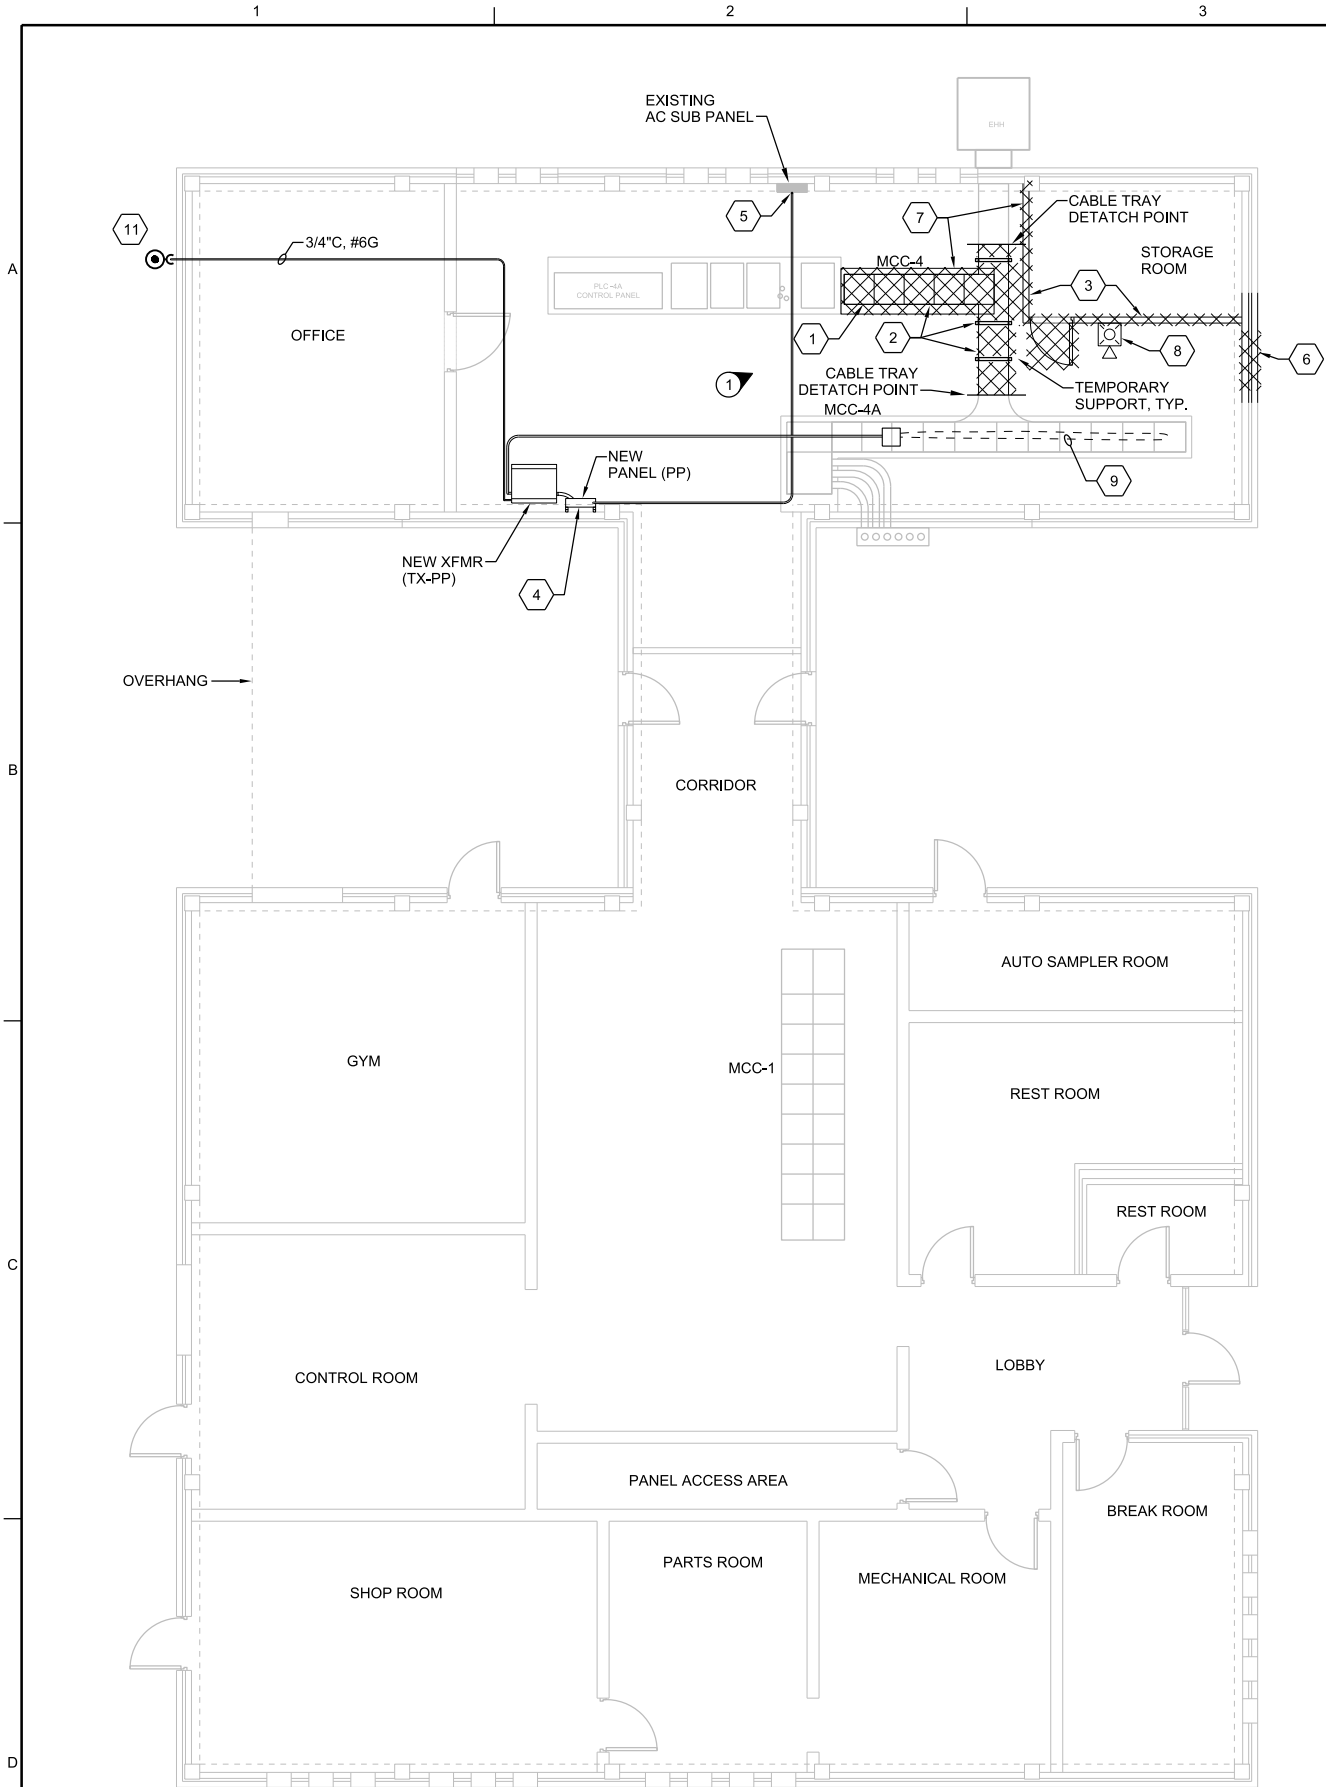 1
2
3
EXISTING
AC SUB PANEL
EHH
5
7
CABLE TRAY
DETATCH POINT
11
3/4"C, #6G
A
MCC-4
STORAGE
ROOM
PLC-4A
CONTROL PANEL
3
OFFICE
1
2
8
6
1
CABLE TRAY
DETATCH POINT
TEMPORARY
SUPPORT, TYP.
MCC-4A
NEW
PANEL (PP)
9
NEW XFMR
(TX-PP)
4
OVERHANG
B
CORRIDOR
AUTO SAMPLER ROOM
GYM
MCC-1
REST ROOM
REST ROOM
C
CONTROL ROOM
LOBBY
PANEL ACCESS AREA
BREAK ROOM
PARTS ROOM
MECHANICAL ROOM
SHOP ROOM
D